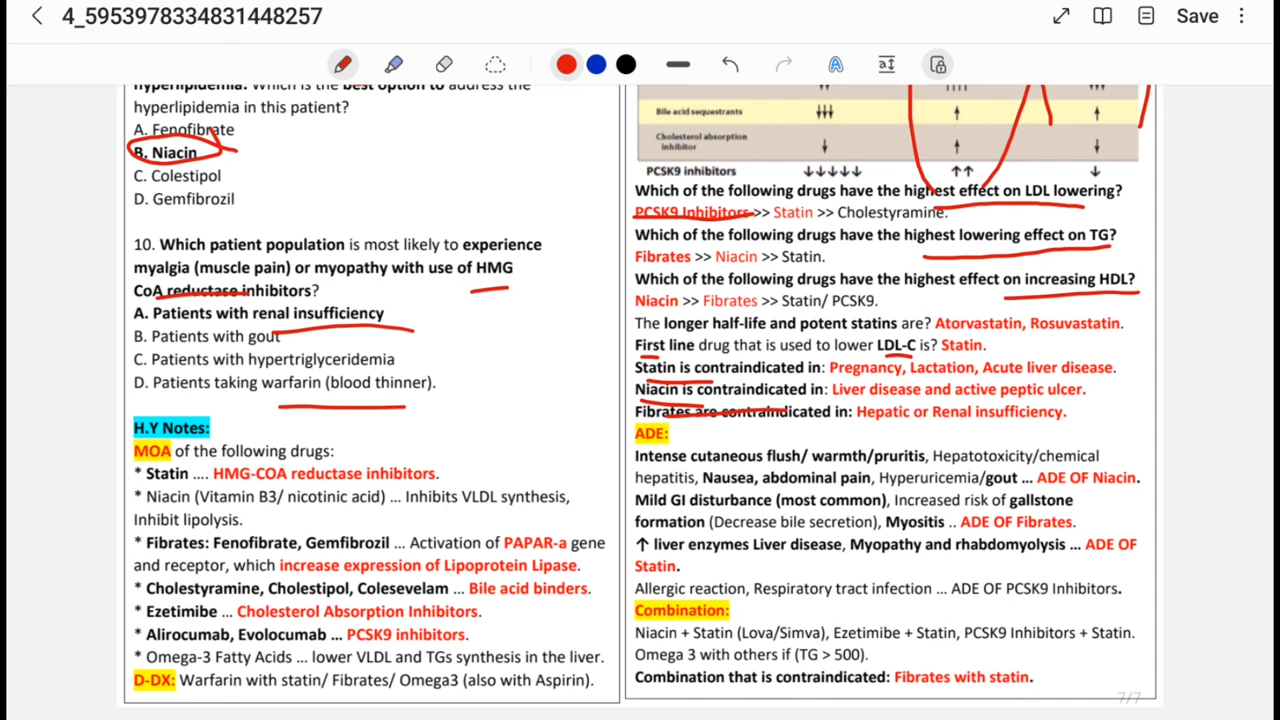 4_5953978334831448257
Save
hyperlipidemia? Which is the best option to address the
hyperlipidemia in this patient?
A. Fenofibrate
B. Niacin
C. Colestipol
D. Gemfibrozil
10. Which patient population is most likely to experience
myalgia (muscle pain) or myopathy with use of HMG
CoA reductase inhibitors?
A. Patients with renal insufficiency
B. Patients with gout
C. Patients with hypertriglyceridemia
D. Patients taking warfarin (blood thinner).
H.Y Notes:
MOA of the following drugs:
* Statin .... HMG-COA reductase inhibitors.
* Niacin (Vitamin B3/ nicotinic acid) ... Inhibits VLDL synthesis,
Inhibit lipolysis.
* Fibrates: Fenofibrate, Gemfibrozil ... Activation of PAPAR-a gene
and receptor, which increase expression of Lipoprotein Lipase.
* Cholestyramine, Cholestipol, Colesevelam ... Bile acid binders.
* Ezetimibe ... Cholesterol Absorption Inhibitors.
* Alirocumab, Evolocumab ... PCSK9 inhibitors.
* Omega-3 Fatty Acids ... lower VLDL and TGs synthesis in the liver.
D-DX: Warfarin with statin/ Fibrates/ Omega3 (also with Aspirin).
Bile acid sequestrants ↓↓↓ ↑ ↑
Cholesterol absorption
inhibitor ↓ ↑ ↓
PCSK9 inhibitors ↓↓↓↓↓ ↑↑ ↓
Which of the following drugs have the highest effect on LDL lowering?
PCSK9 Inhibitors >> Statin >> Cholestyramine.
Which of the following drugs have the highest lowering effect on TG?
Fibrates >> Niacin >> Statin.
Which of the following drugs have the highest effect on increasing HDL?
Niacin >> Fibrates >> Statin/ PCSK9.
The longer half-life and potent statins are? Atorvastatin, Rosuvastatin.
First line drug that is used to lower LDL-C is? Statin.
Statin is contraindicated in: Pregnancy, Lactation, Acute liver disease.
Niacin is contraindicated in: Liver disease and active peptic ulcer.
Fibrates are contraindicated in: Hepatic or Renal insufficiency.
ADE:
Intense cutaneous flush/ warmth/pruritis, Hepatotoxicity/chemical
hepatitis, Nausea, abdominal pain, Hyperuricemia/gout ... ADE OF Niacin.
Mild GI disturbance (most common), Increased risk of gallstone
formation (Decrease bile secretion), Myositis .. ADE OF Fibrates.
↑ liver enzymes Liver disease, Myopathy and rhabdomyolysis ... ADE OF
Statin.
Allergic reaction, Respiratory tract infection ... ADE OF PCSK9 Inhibitors.
Combination:
Niacin + Statin (Lova/Simva), Ezetimibe + Statin, PCSK9 Inhibitors + Statin.
Omega 3 with others if (TG > 500).
Combination that is contraindicated: Fibrates with statin.
7/7